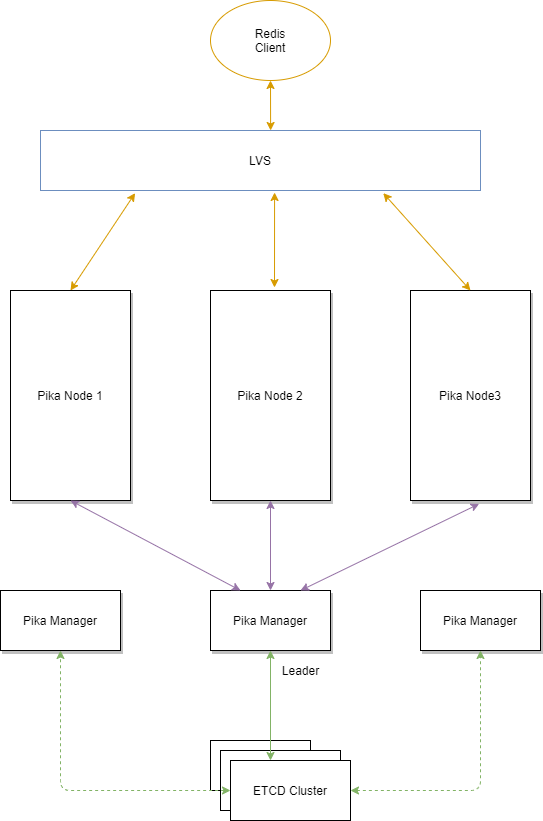 Redis
Client
LVS
Pika Node 1
Pika Node 2
Pika Node3
Pika Manager
Pika Manager
Pika Manager
Leader
ETCD Cluster